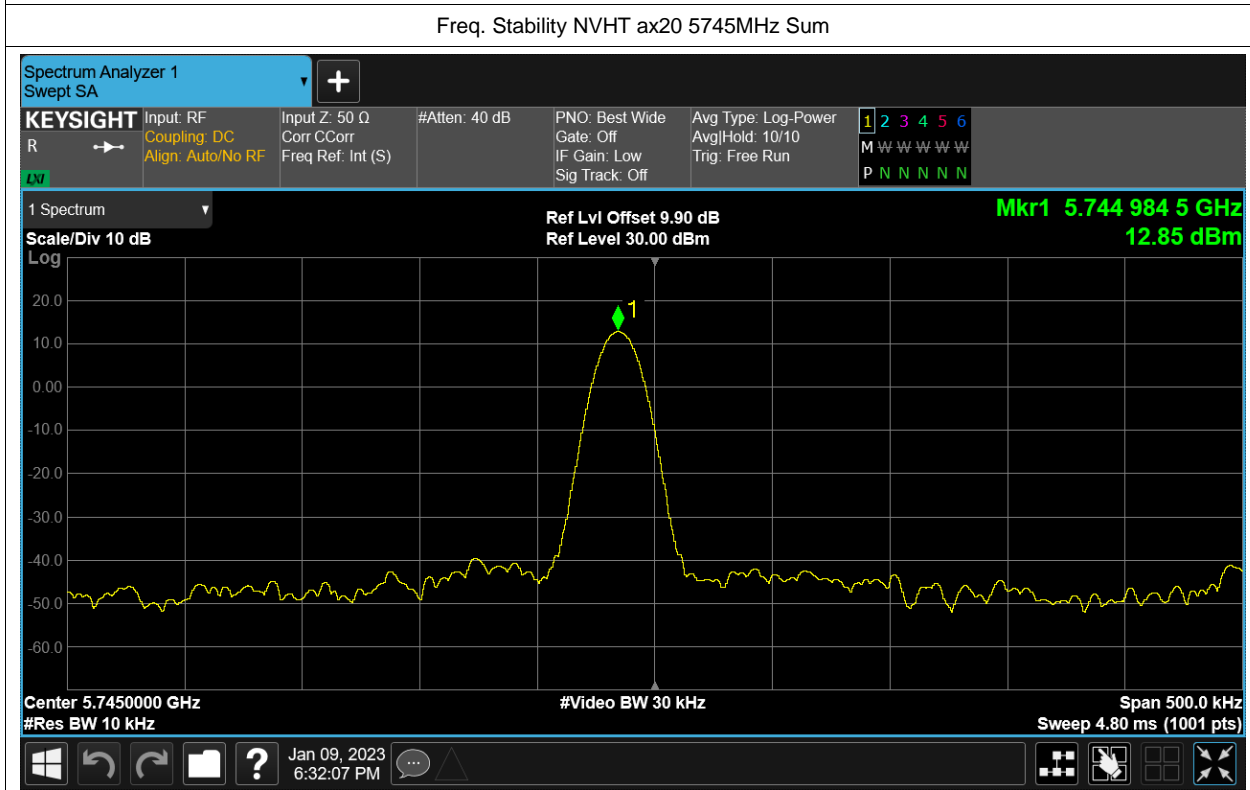 Freq. Stability NVHT ax20 5745MHz Sum
Spectrum Analyzer 1
Swept SA
KEYSIGHT
R
LXI
Input: RF
Coupling: DC
Align: Auto/No RF
Input Z: 50 Ω
Corr CCorr
Freq Ref: Int (S)
#Atten: 40 dB
PNO: Best Wide
Gate: Off
IF Gain: Low
Sig Track: Off
Avg Type: Log-Power
Avg|Hold: 10/10
Trig: Free Run
1 2 3 4 5 6
M W W W W W
P N N N N N
1 Spectrum
Scale/Div 10 dB
Log
Ref Lvl Offset 9.90 dB
Ref Level 30.00 dBm
Mkr1 5.744 984 5 GHz
12.85 dBm
1
20.0
10.0
0.00
-10.0
-20.0
-30.0
-40.0
-50.0
-60.0
Center 5.7450000 GHz
#Video BW 30 kHz
Span 500.0 kHz
#Res BW 10 kHz
Sweep 4.80 ms (1001 pts)
?
Jan 09, 2023
6:32:07 PM